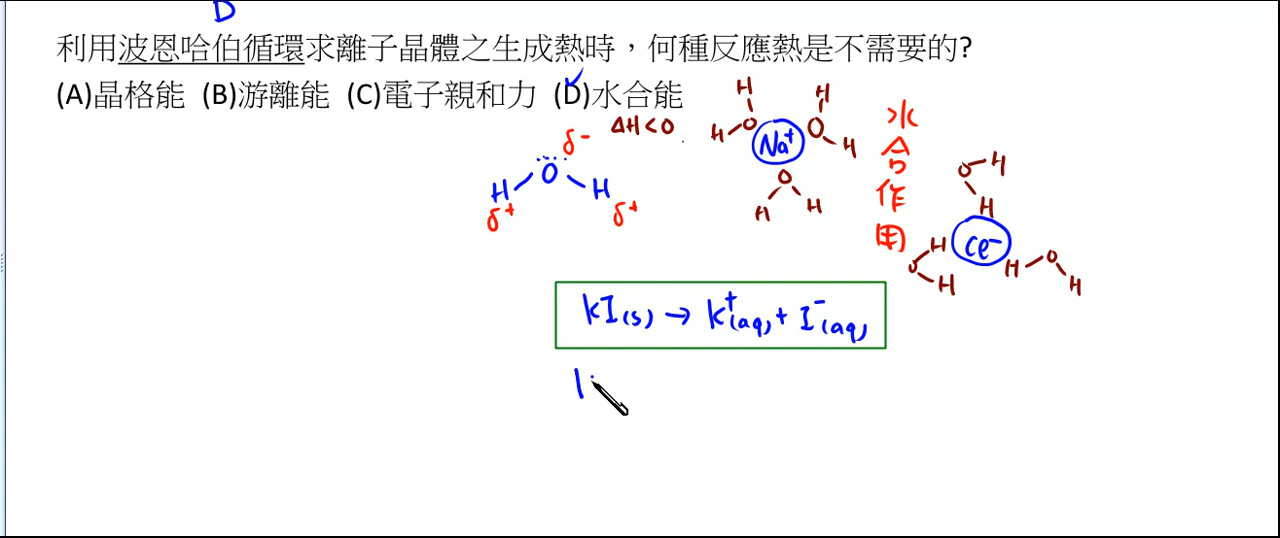 D
利用波恩哈伯循環求離子晶體之生成熱時，何種反應熱是不需要的?
(A)晶格能 (B)游離能 (C)電子親和力 (D)水合能
ΔH<0
δ-
H O H
δ+ δ+
H H
H O O H
Na+
O
H H
水合作用
O H
H
Cl-
H H O
O H H
KI(s) → K+(aq) + I-(aq)